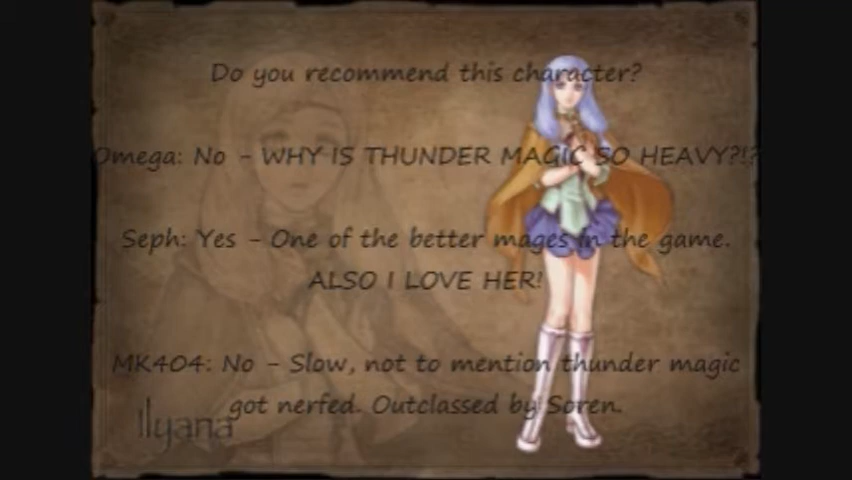 Do you recommend this character?
Omega: No - WHY IS THUNDER MAGIC SO HEAVY?!?
Seph: Yes - One of the better mages in the game.
ALSO I LOVE HER!
MK404: No - Slow, not to mention thunder magic
got nerfed. Outclassed by Soren.
Ilyana